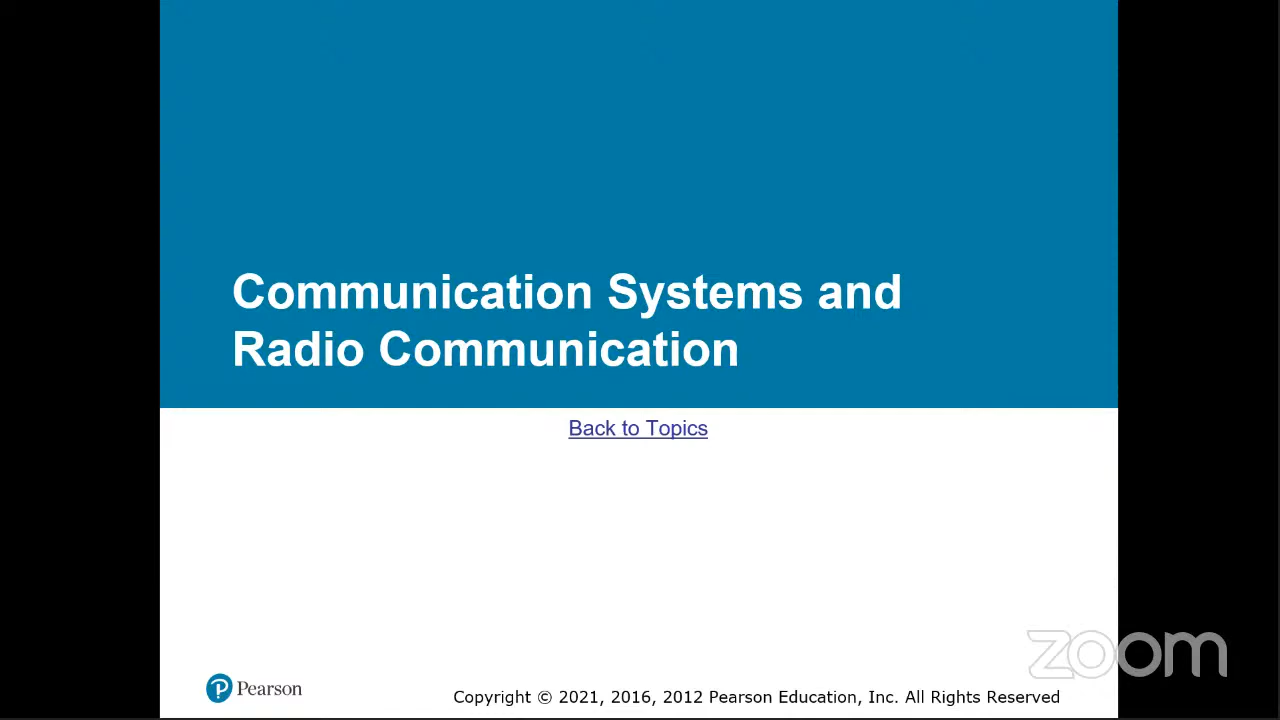 Communication Systems and
Radio Communication
Back to Topics
zoom
Pearson
Copyright © 2021, 2016, 2012 Pearson Education, Inc. All Rights Reserved